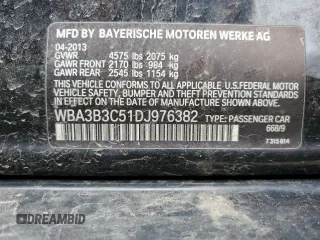 MFD BY BAYERISCHE MOTOREN WERKE AG
04-2013
GVWR 4575 lbs 2075 kg
GAWR FRONT 2170 lbs 984 kg
GAWR REAR 2545 lbs 1154 kg
THIS VEHICLE CONFORMS TO ALL APPLICABLE U.S. FEDERAL MOTOR
VEHICLE SAFETY, BUMPER, AND THEFT PREVENTION STANDARDS
IN EFFECT ON THE DATE OF MANUFACTURE SHOWN ABOVE.
WBA3B3C51DJ976382 TYPE: PASSENGER CAR
668/9
7315614
DREAMBID